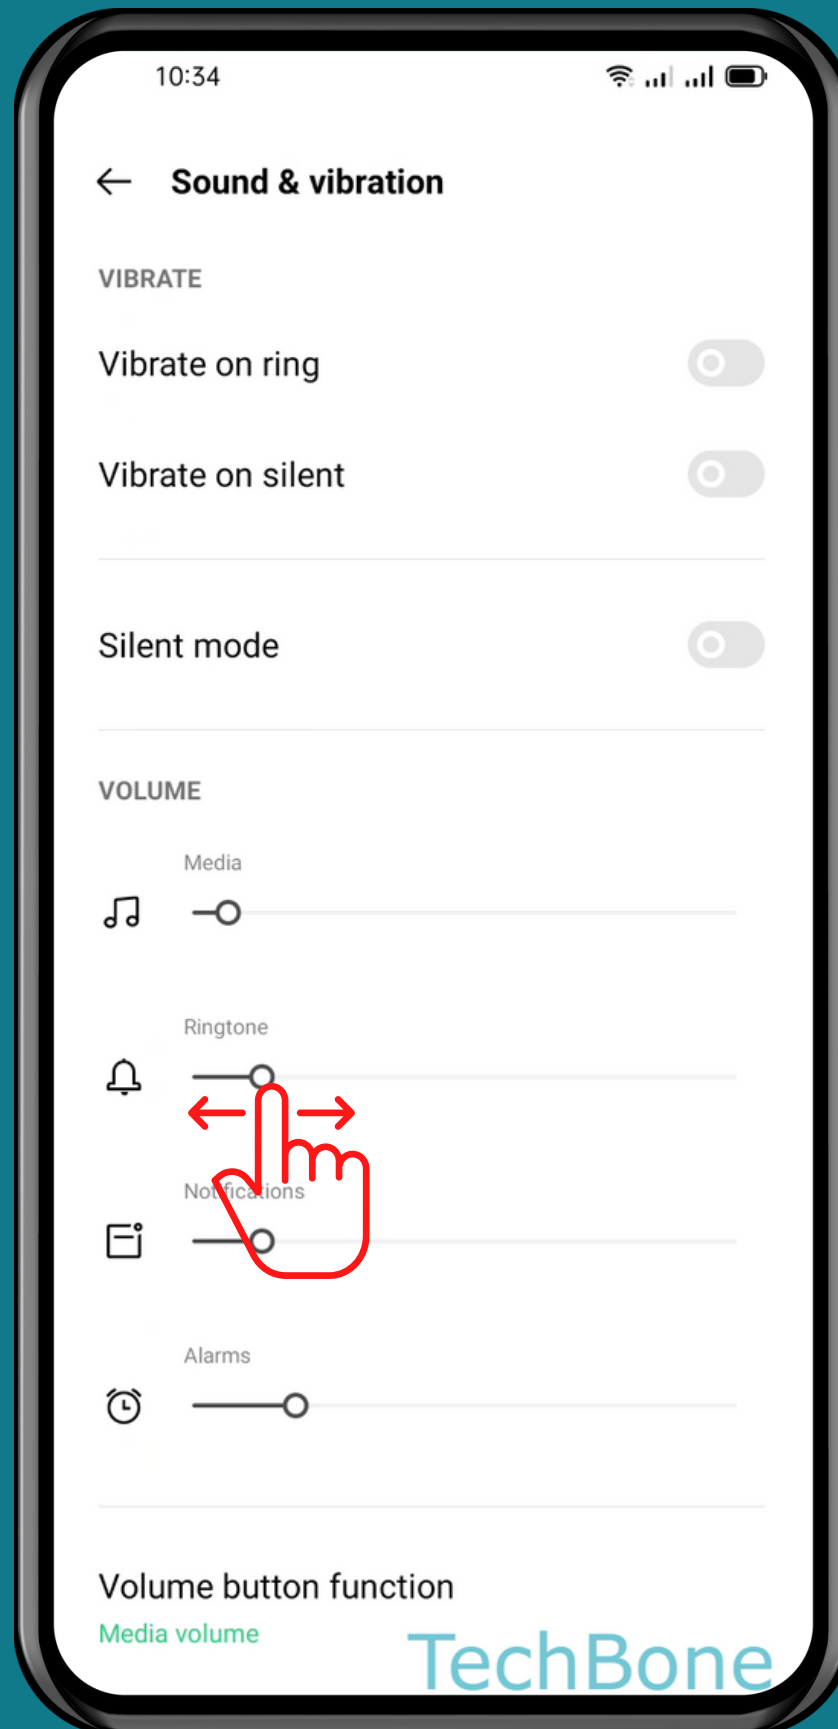 10:34
Sound & vibration
VIBRATE
Vibrate on ring
Vibrate on silent
Silent mode
VOLUME
Media
Ringtone
Notifications
Alarms
Volume button function
Media volume
TechBone